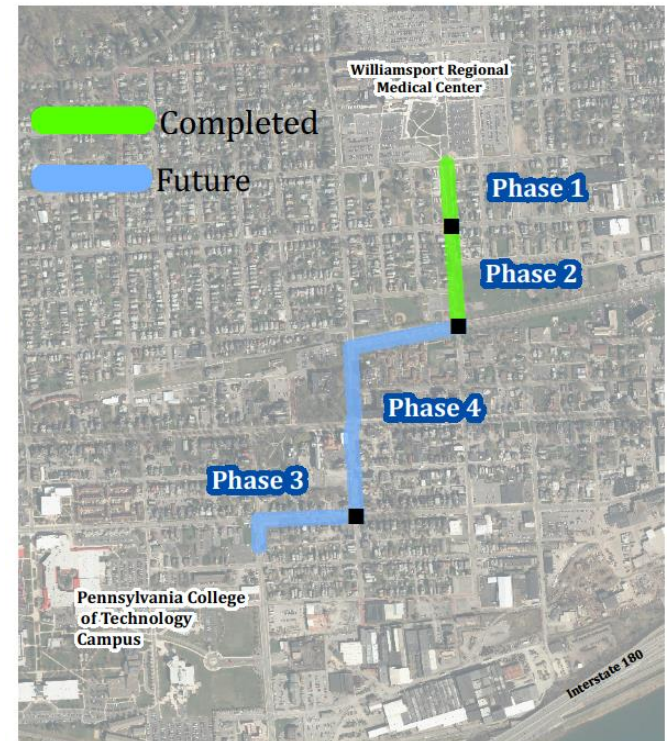 Williamsport Regional
Medical Center
Completed
Future
Phase 1
Phase 2
Phase 4
Phase 3
Pennsylvania College
of Technology
Campus
Interstate 180